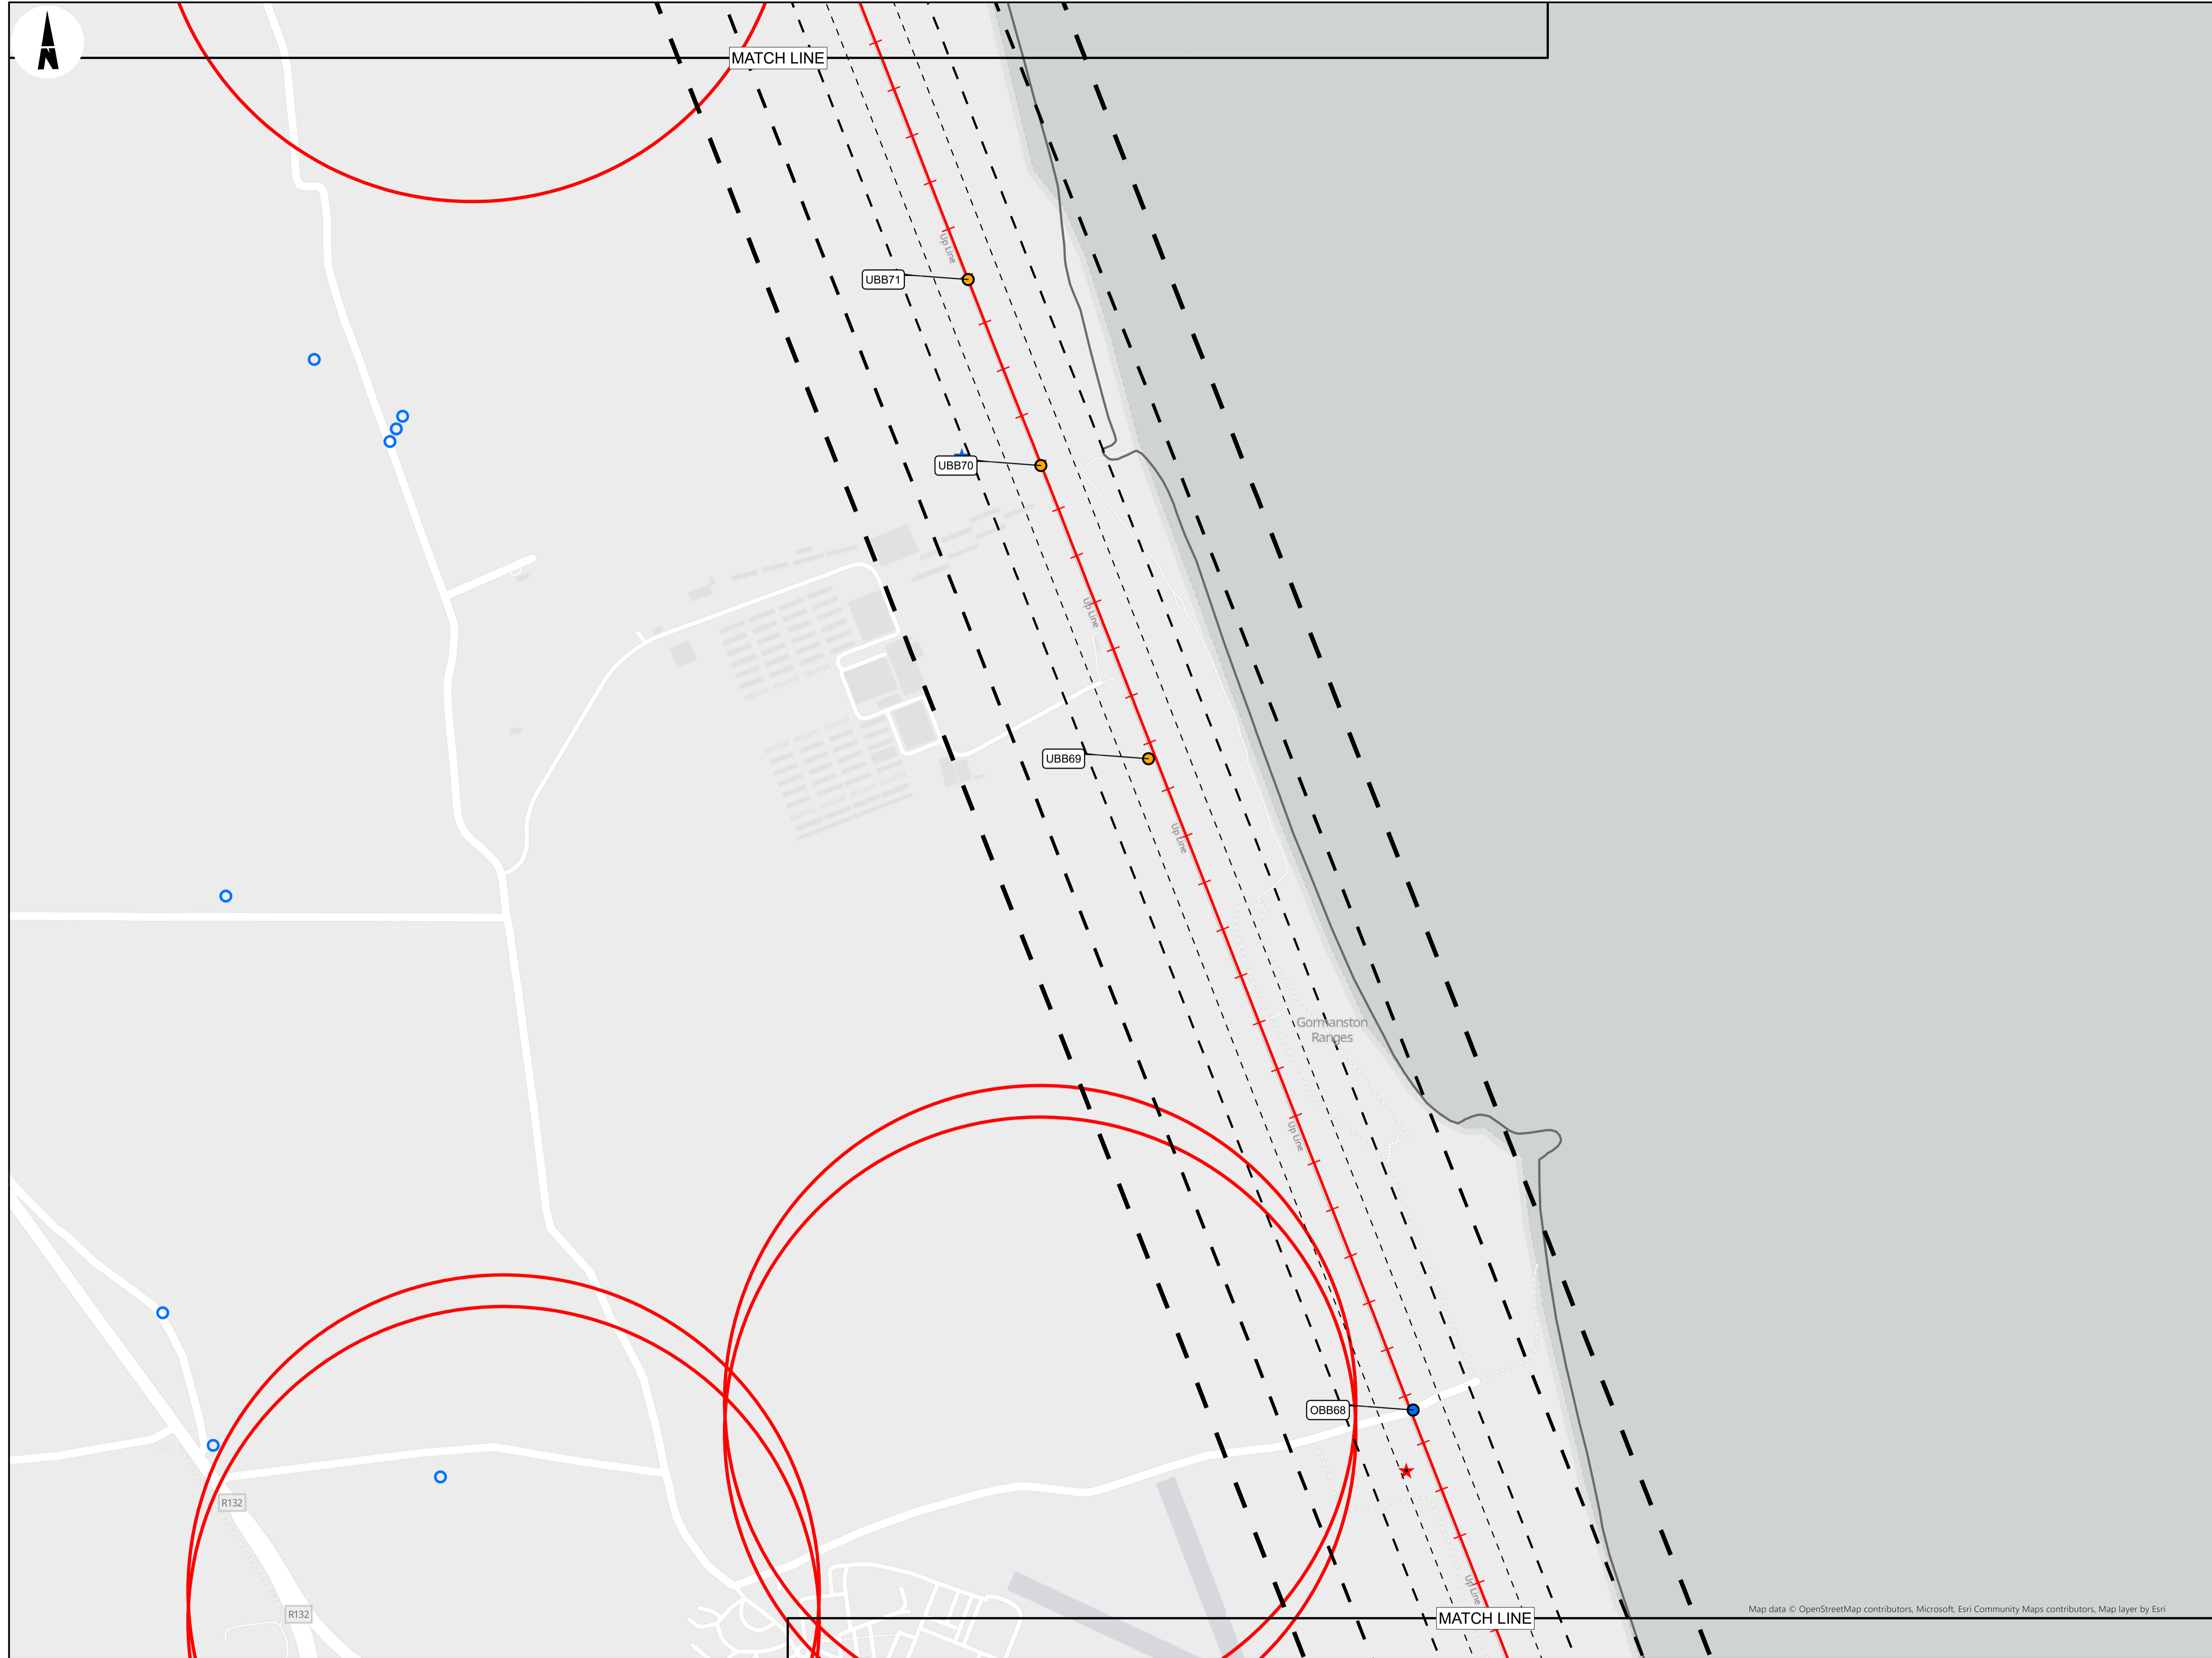 N
MATCH LINE
Up Line
UBB71
UBB70
Up Line
UBB69
Up Line
Gormanston
Ranges
Up Line
OBB68
R132
Up Line
R132
Map data © OpenStreetMap contributors, Microsoft, Esri Community Maps contributors, Map layer by Esri
MATCH LINE